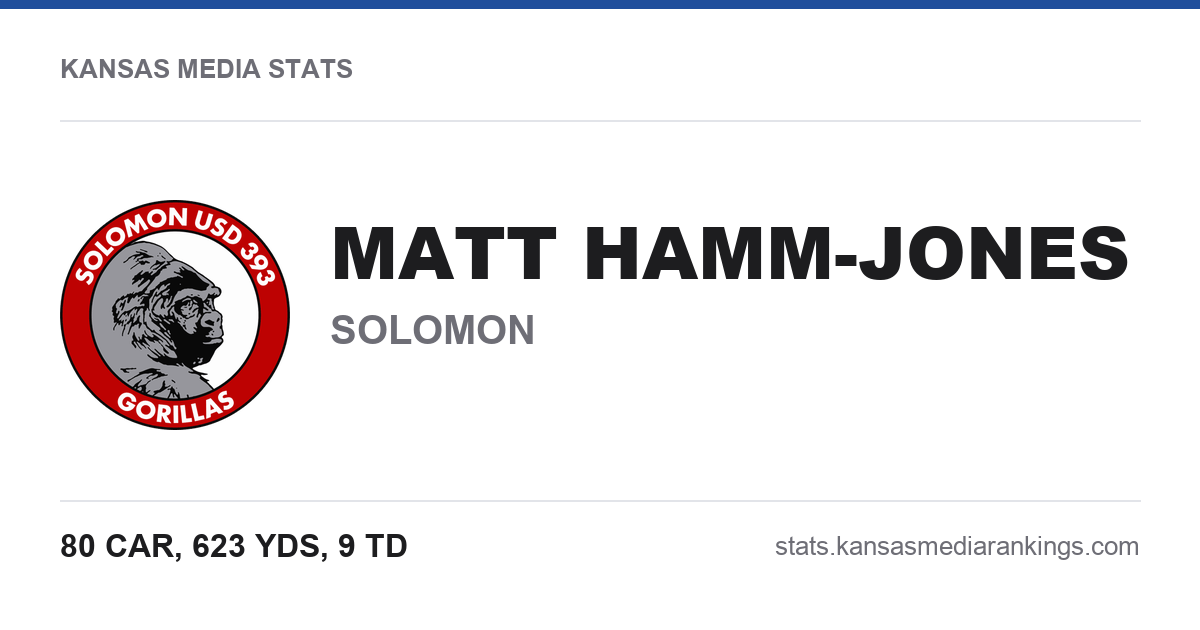 KANSAS MEDIA STATS
SOLOMON USD 393
GORILLAS
MATT HAMM-JONES
SOLOMON
80 CAR, 623 YDS, 9 TD
stats.kansasmediarankings.com